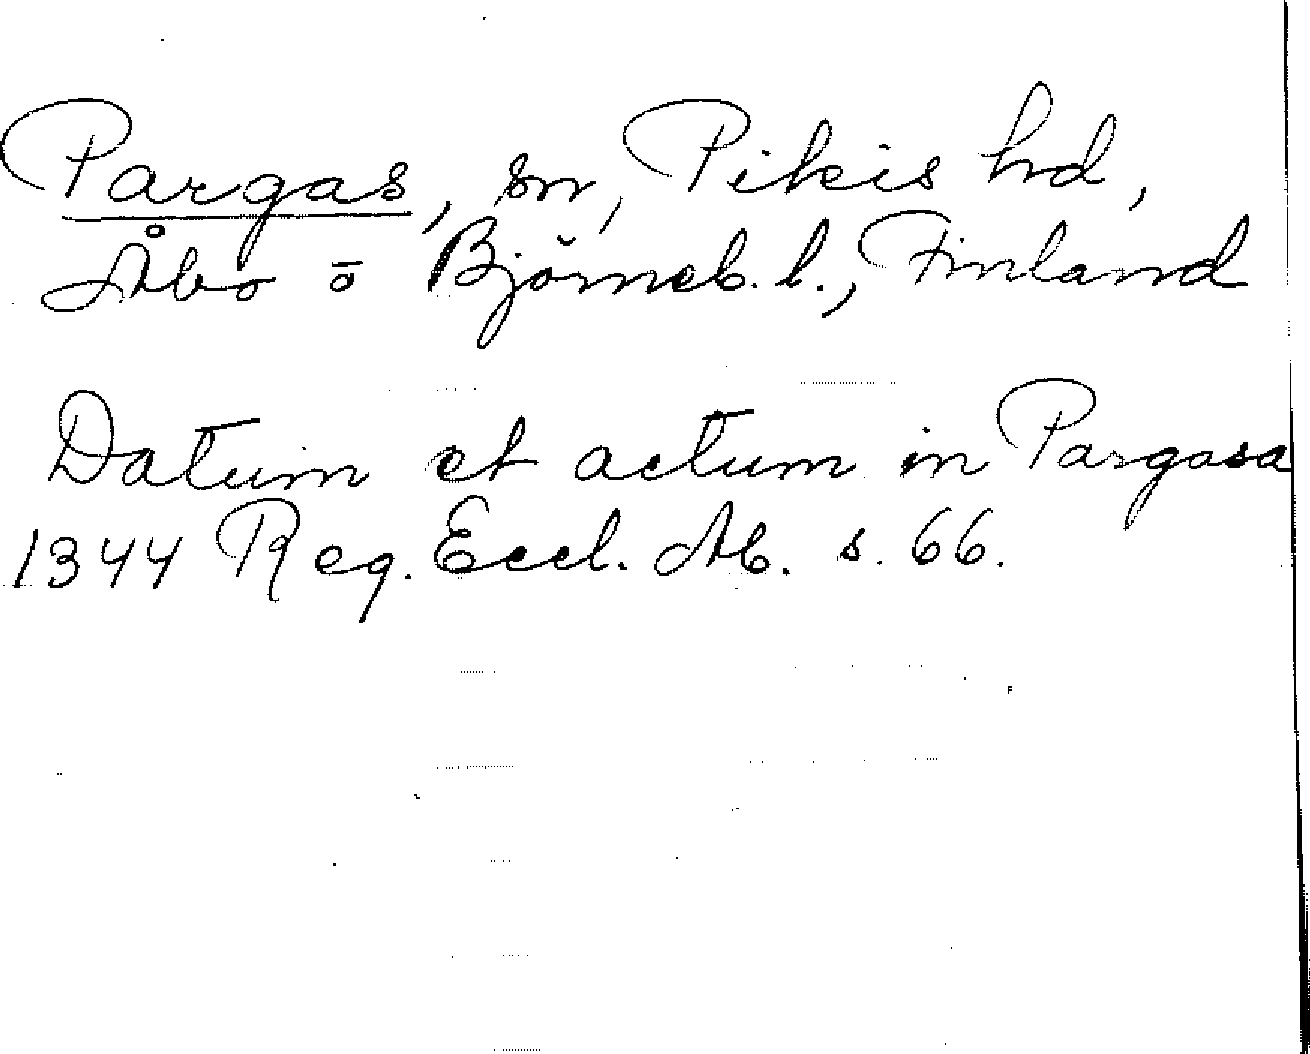 Pargas, sn, Pikis hd,
Åbo o Björneb. l., Finland
Datum et actum in Pargasa
1344 Reg. Eccl. Ab. s. 66.